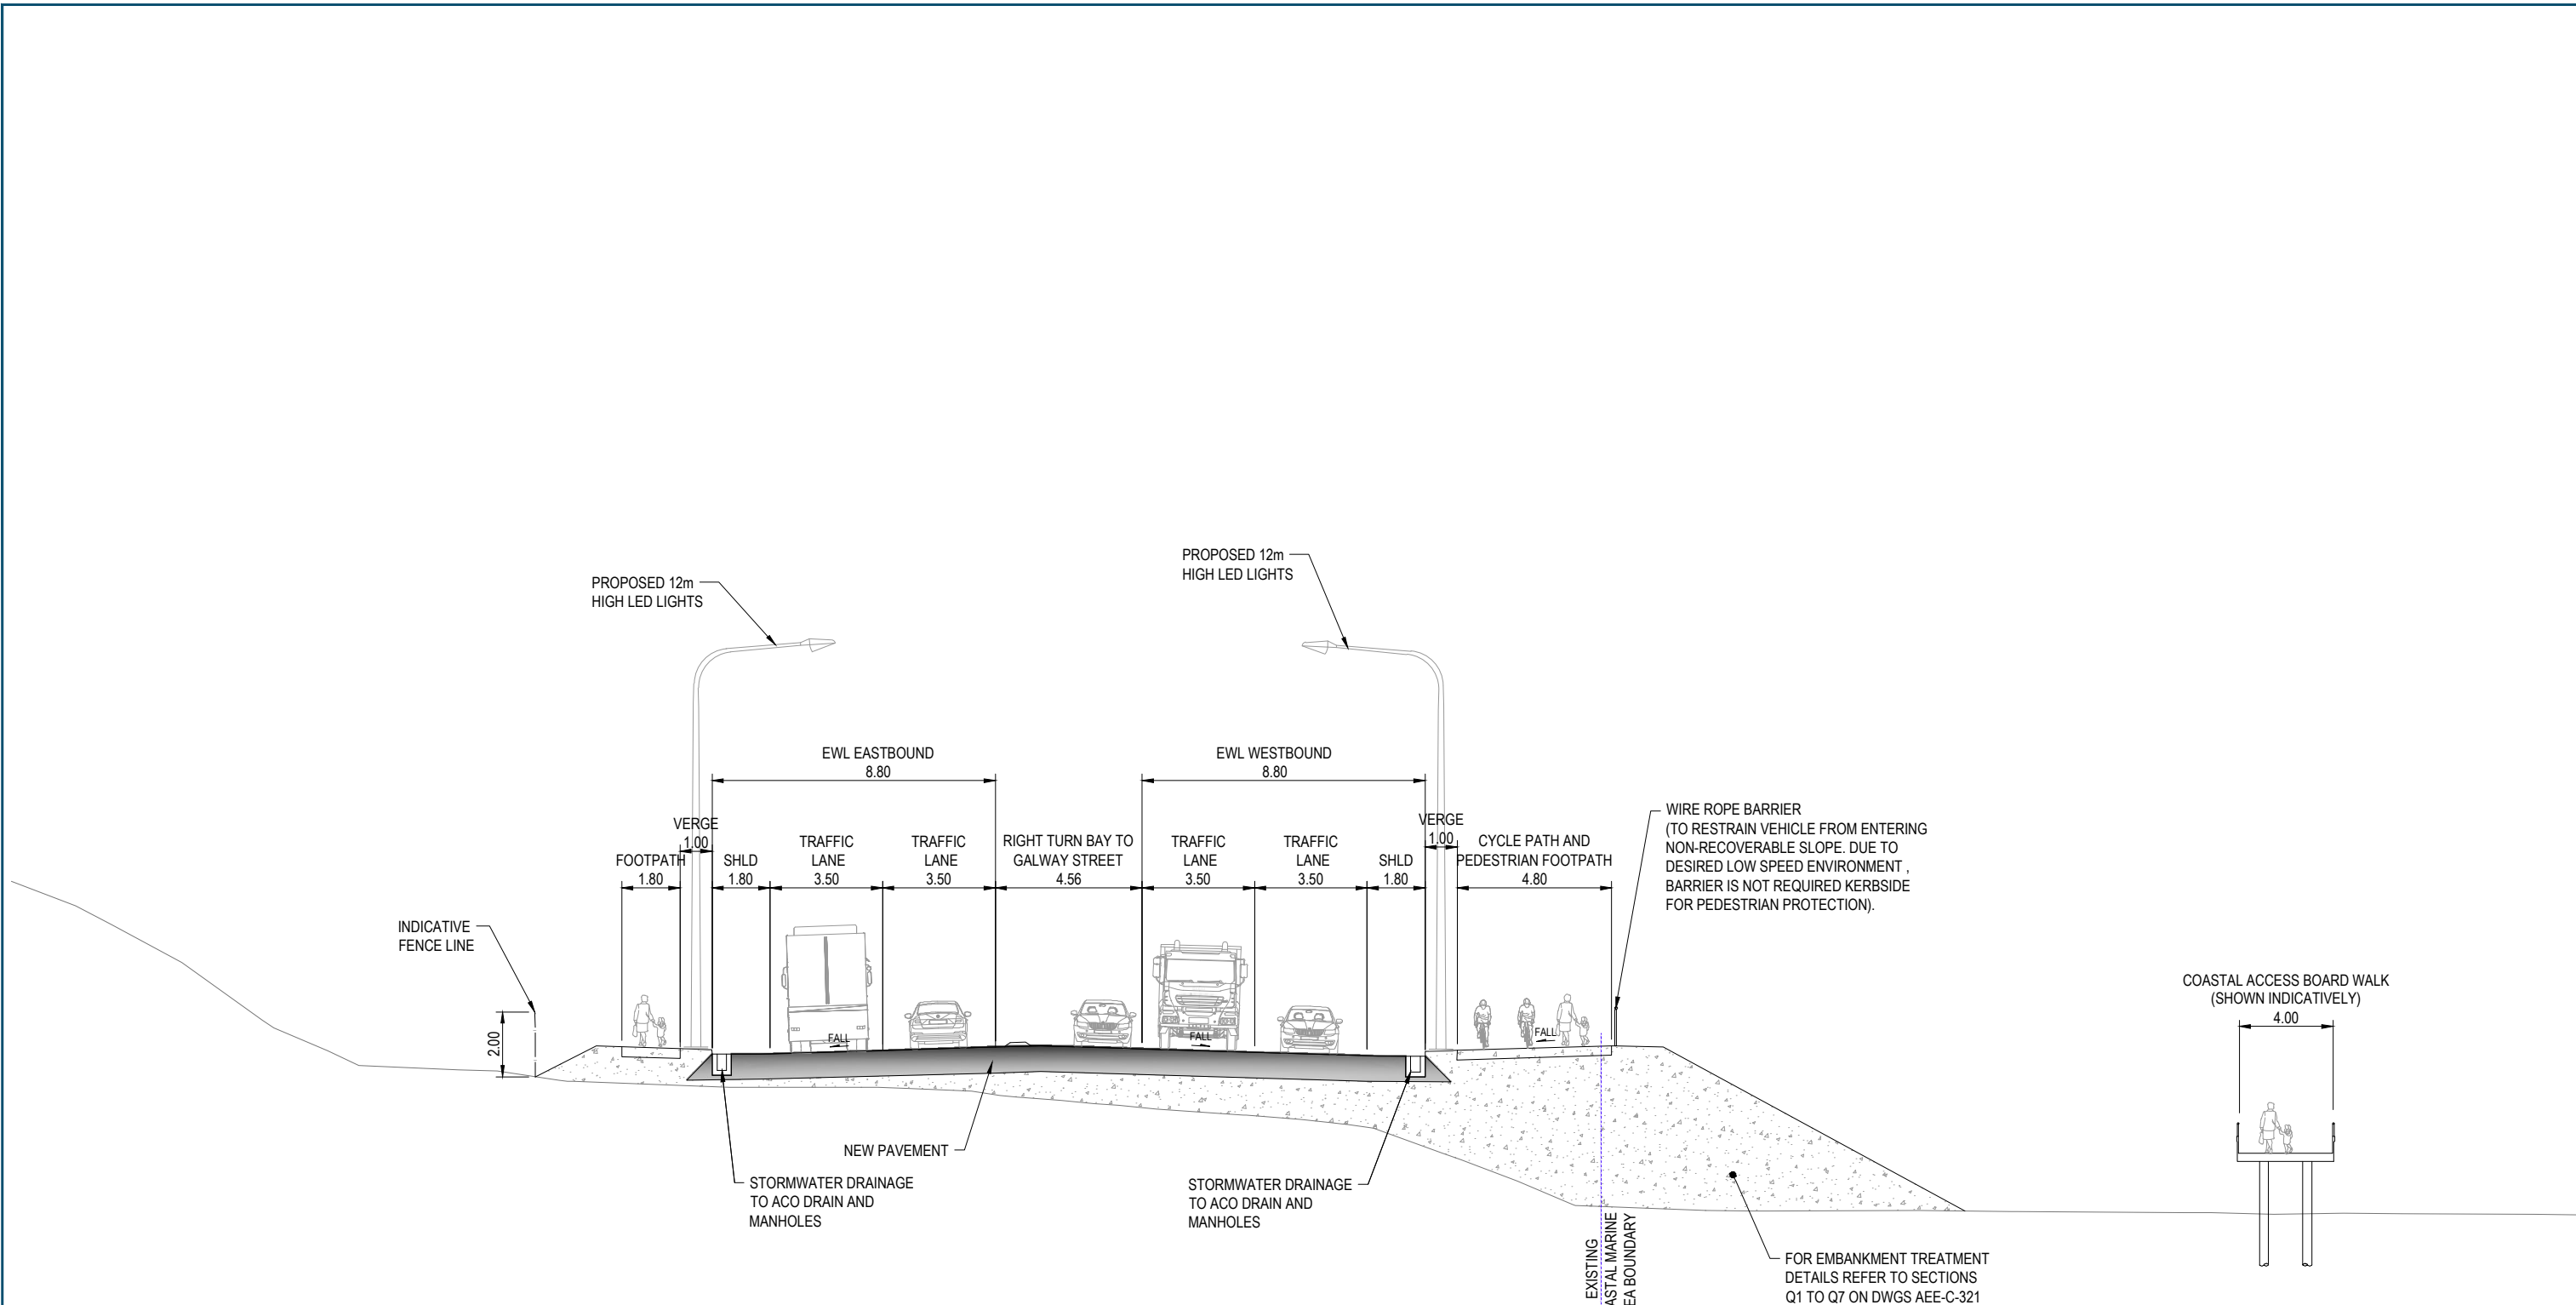 PROPOSED 12m
HIGH LED LIGHTS
PROPOSED 12m
HIGH LED LIGHTS
EWL EASTBOUND
8.80
EWL WESTBOUND
8.80
FOOTPATH
1.80
VERGE
1.00
SHLD
1.80
TRAFFIC
LANE
3.50
TRAFFIC
LANE
3.50
RIGHT TURN BAY TO
GALWAY STREET
4.56
TRAFFIC
LANE
3.50
TRAFFIC
LANE
3.50
SHLD
1.80
VERGE
1.00
CYCLE PATH AND
PEDESTRIAN FOOTPATH
4.80
WIRE ROPE BARRIER
(TO RESTRAIN VEHICLE FROM ENTERING
NON-RECOVERABLE SLOPE. DUE TO
DESIRED LOW SPEED ENVIRONMENT ,
BARRIER IS NOT REQUIRED KERBSIDE
FOR PEDESTRIAN PROTECTION).
INDICATIVE
FENCE LINE
2.00
FALL
FALL
FALL
COASTAL ACCESS BOARD WALK
(SHOWN INDICATIVELY)
4.00
NEW PAVEMENT
STORMWATER DRAINAGE
TO ACO DRAIN AND
MANHOLES
STORMWATER DRAINAGE
TO ACO DRAIN AND
MANHOLES
EXISTING
ASTAL MARINE
EA BOUNDARY
FOR EMBANKMENT TREATMENT
DETAILS REFER TO SECTIONS
Q1 TO Q7 ON DWGS AEE-C-321